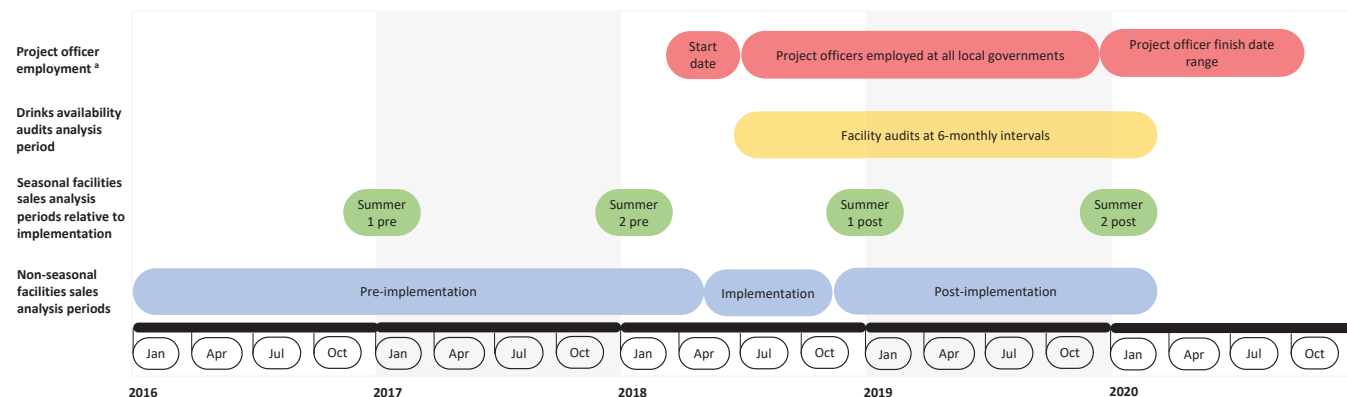 Project officer
employment ᵃ
Start
date
Project officers employed at all local governments
Project officer finish date
range
Drinks availability
audits analysis
period
Facility audits at 6-monthly intervals
Seasonal facilities
sales analysis
periods relative to
implementation
Summer
1 pre
Summer
2 pre
Summer
1 post
Summer
2 post
Non-seasonal
facilities sales
analysis periods
Pre-implementation
Implementation
Post-implementation
Jan Apr Jul Oct Jan Apr Jul Oct Jan Apr Jul Oct Jan Apr Jul Oct Jan Apr Jul Oct
2016 2017 2018 2019 2020